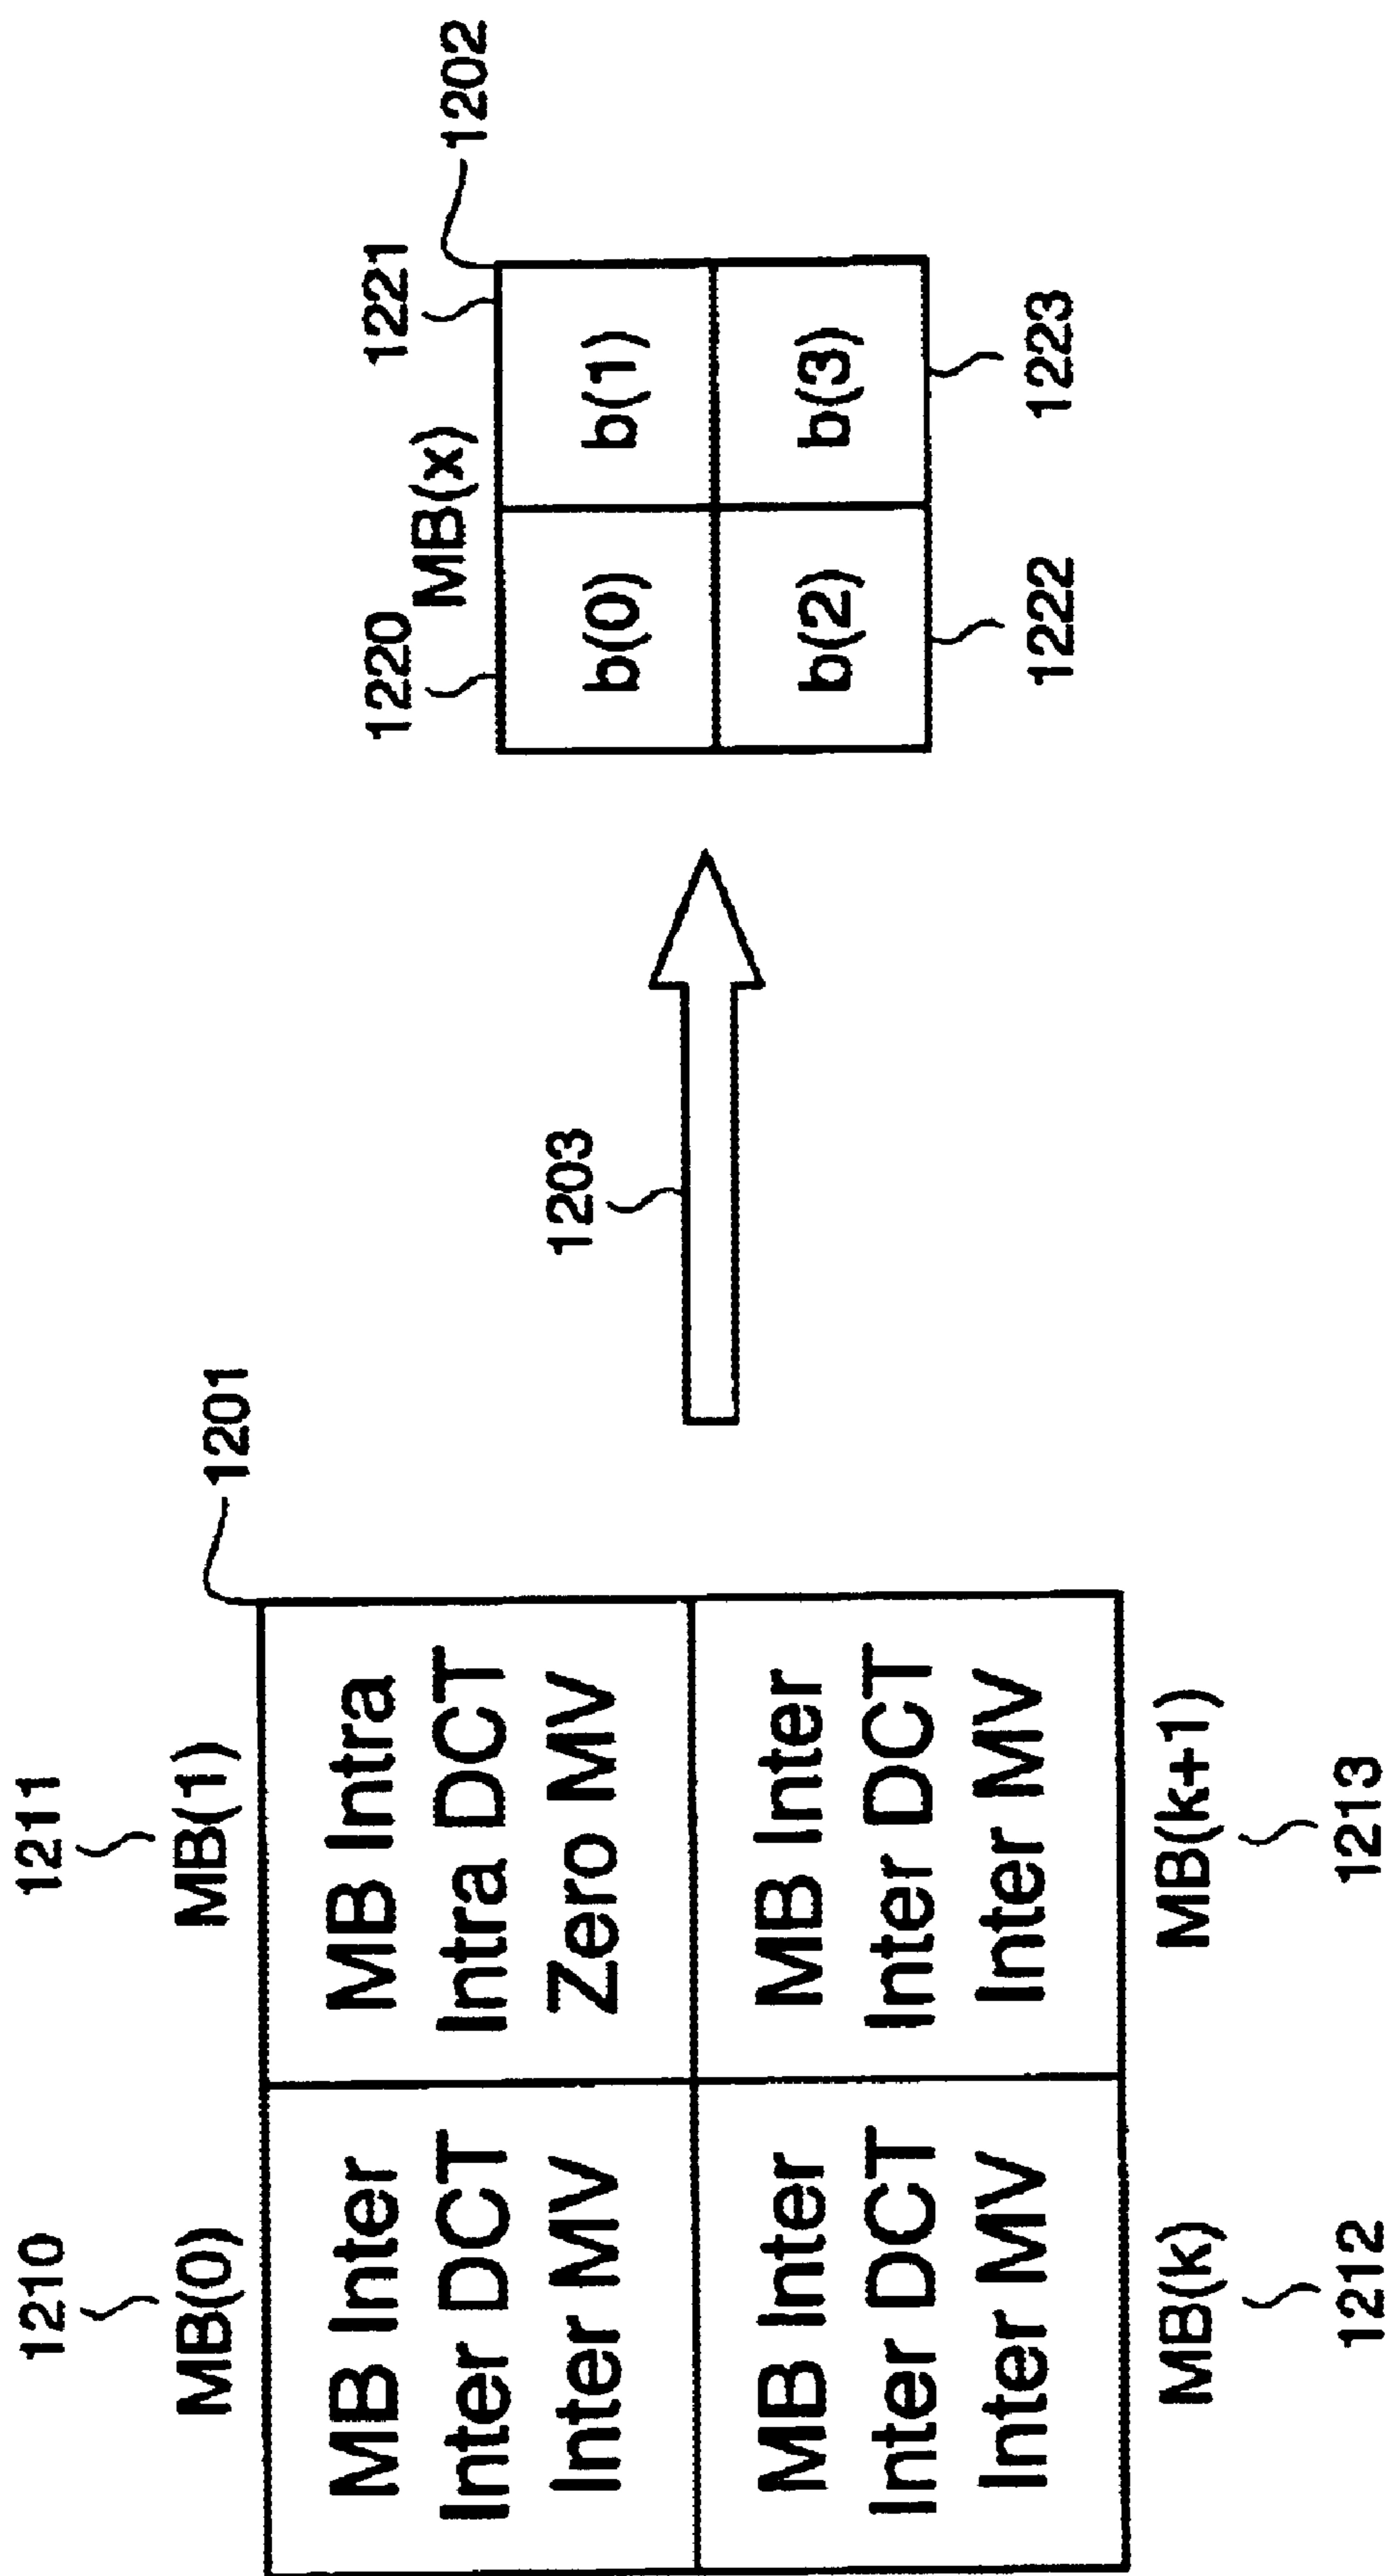 1210
1211
MB(0)
MB(1)
1201
MB Inter
Inter DCT
Inter MV
MB Intra
Intra DCT
Zero MV
MB Inter
Inter DCT
Inter MV
MB Inter
Inter DCT
Inter MV
MB(k)
MB(k+1)
1212
1213
1203
1220
1221
MB(x)
1202
b(0)
b(1)
b(2)
b(3)
1222
1223